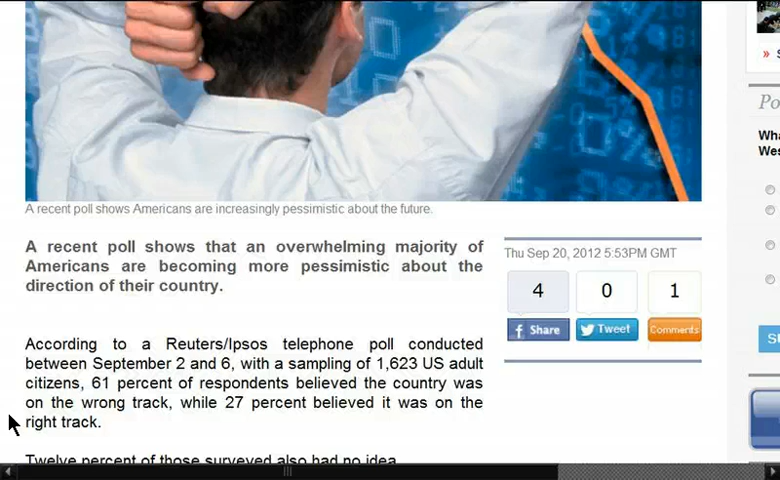 A recent poll shows Americans are increasingly pessimistic about the future.
A recent poll shows that an overwhelming majority of
Americans are becoming more pessimistic about the
direction of their country.
Thu Sep 20, 2012 5:53PM GMT
4 0 1
Share Tweet Comments
According to a Reuters/Ipsos telephone poll conducted
between September 2 and 6, with a sampling of 1,623 US adult
citizens, 61 percent of respondents believed the country was
on the wrong track, while 27 percent believed it was on the
right track.
Twelve percent of those surveyed also had no idea
Po
Wha
Wes